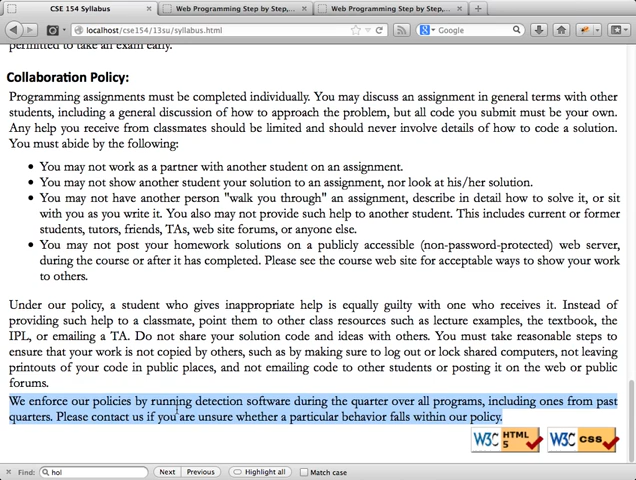 CSE 154 Syllabus
Web Programming Step by Step,...
Web Programming Step by Step,...
localhost/cse154/13su/syllabus.html
Google
permitted to take an exam early.
Collaboration Policy:
Programming assignments must be completed individually. You may discuss an assignment in general terms with other
students, including a general discussion of how to approach the problem, but all code you submit must be your own.
Any help you receive from classmates should be limited and should never involve details of how to code a solution.
You must abide by the following:
• You may not work as a partner with another student on an assignment.
• You may not show another student your solution to an assignment, nor look at his/her solution.
• You may not have another person "walk you through" an assignment, describe in detail how to solve it, or sit
with you as you write it. You also may not provide such help to another student. This includes current or former
students, tutors, friends, TAs, web site forums, or anyone else.
• You may not post your homework solutions on a publicly accessible (non-password-protected) web server,
during the course or after it has completed. Please see the course web site for acceptable ways to show your work
to others.
Under our policy, a student who gives inappropriate help is equally guilty with one who receives it. Instead of
providing such help to a classmate, point them to other class resources such as lecture examples, the textbook, the
IPL, or emailing a TA. Do not share your solution code and ideas with others. You must take reasonable steps to
ensure that your work is not copied by others, such as by making sure to log out or lock shared computers, not leaving
printouts of your code in public places, and not emailing code to other students or posting it on the web or public
forums.
We enforce our policies by running detection software during the quarter over all programs, including ones from past
quarters. Please contact us if you are unsure whether a particular behavior falls within our policy.
W3C HTML 5
W3C CSS
Find: hol Next Previous Highlight all Match case